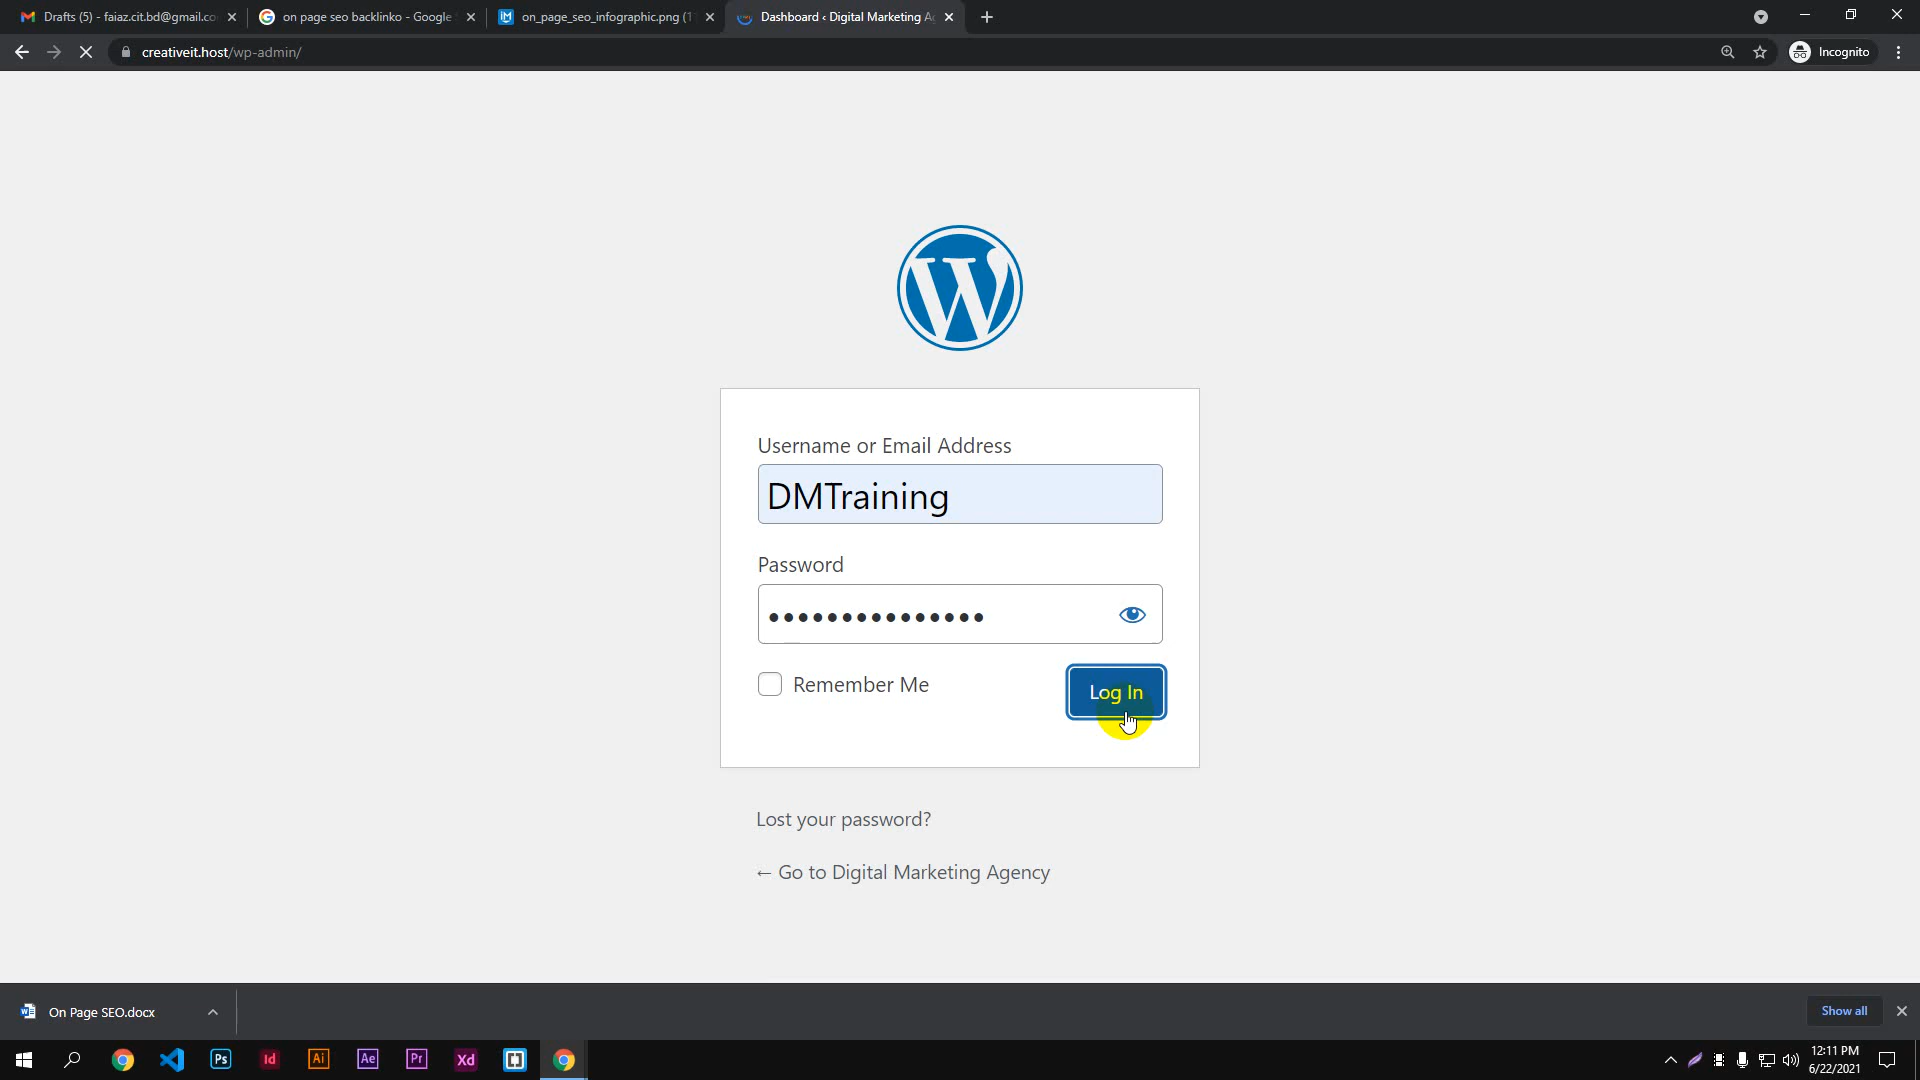 Drafts (5) - faiaz.cit.bd@gmail.co
on page seo backlinko - Google
on_page_seo_infographic.png (1
Dashboard ‹ Digital Marketing Ag
creativeit.host/wp-admin/
Incognito
Username or Email Address
DMTraining
Password
Remember Me
Log In
Lost your password?
← Go to Digital Marketing Agency
On Page SEO.docx
Show all
Ps
Id
Ai
Ae
Pr
Xd
12:11 PM
6/22/2021